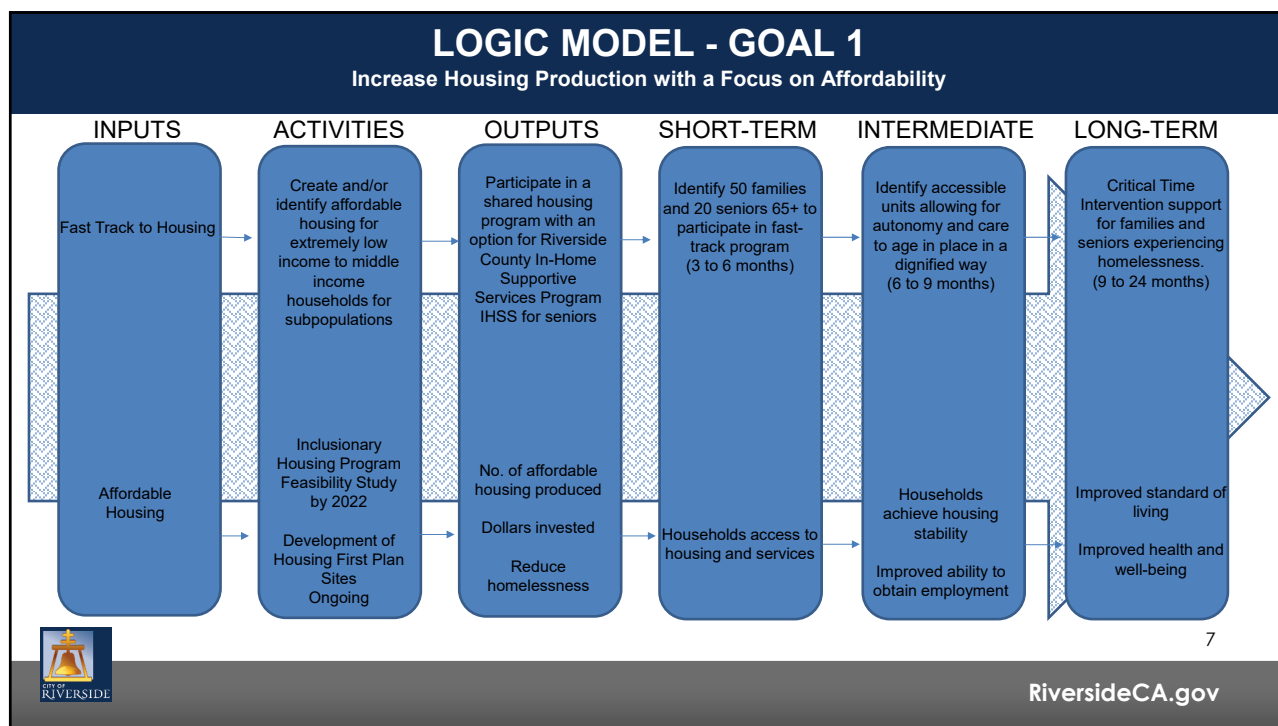 LOGIC MODEL - GOAL 1
Increase Housing Production with a Focus on Affordability
INPUTS
Fast Track to Housing
Affordable
Housing
ACTIVITIES
Create and/or
identify affordable
housing for
extremely low
income to middle
income
households for
subpopulations
Inclusionary
Housing Program
Feasibility Study
by 2022
Development of
Housing First Plan
Sites
Ongoing
OUTPUTS
Participate in a
shared housing
program with an
option for Riverside
County In-Home
Supportive
Services Program
IHSS for seniors
No. of affordable
housing produced
Dollars invested
Reduce
homelessness
SHORT-TERM
Identify 50 families
and 20 seniors 65+ to
participate in fast-
track program
(3 to 6 months)
Households access to
housing and services
INTERMEDIATE
Identify accessible
units allowing for
autonomy and care
to age in place in a
dignified way
(6 to 9 months)
Households
achieve housing
stability
Improved ability to
obtain employment
LONG-TERM
Critical Time
Intervention support
for families and
seniors experiencing
homelessness.
(9 to 24 months)
Improved standard of
living
Improved health and
well-being
7
CITY OF
RIVERSIDE
RiversideCA.gov